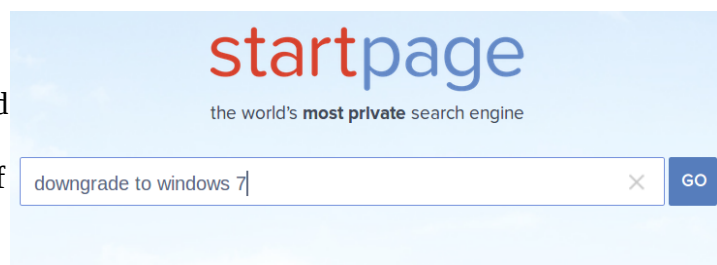 startpage
the world's most private search engine
d
downgrade to windows 7
GO
f